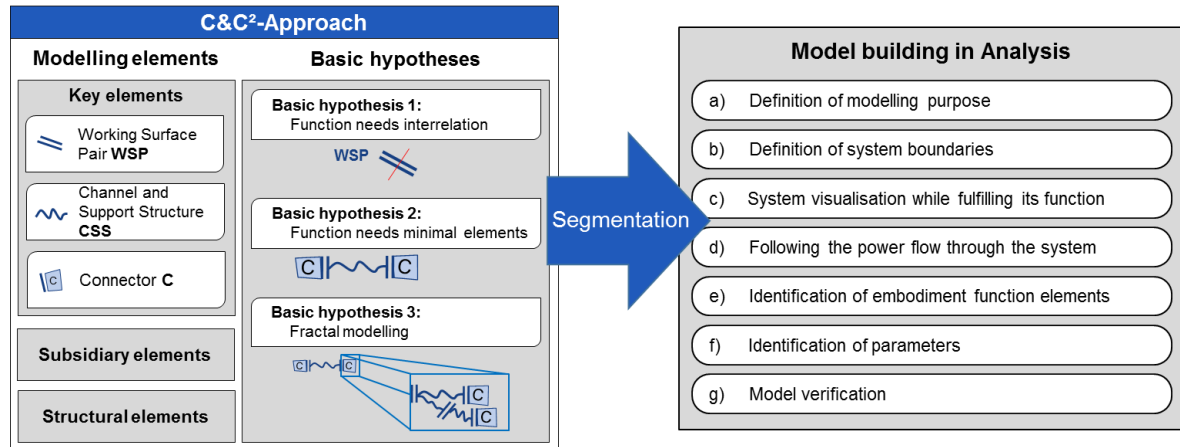 C&C²-Approach
Modelling elements
Key elements
Working Surface
Pair WSP
Channel and
Support Structure
CSS
C
Connector C
Subsidiary elements
Structural elements
Basic hypotheses
Basic hypothesis 1:
Function needs interrelation
WSP
Basic hypothesis 2:
Function needs minimal elements
C C
Basic hypothesis 3:
Fractal modelling
C C
C
C
Segmentation
Model building in Analysis
a) Definition of modelling purpose
b) Definition of system boundaries
c) System visualisation while fulfilling its function
d) Following the power flow through the system
e) Identification of embodiment function elements
f) Identification of parameters
g) Model verification